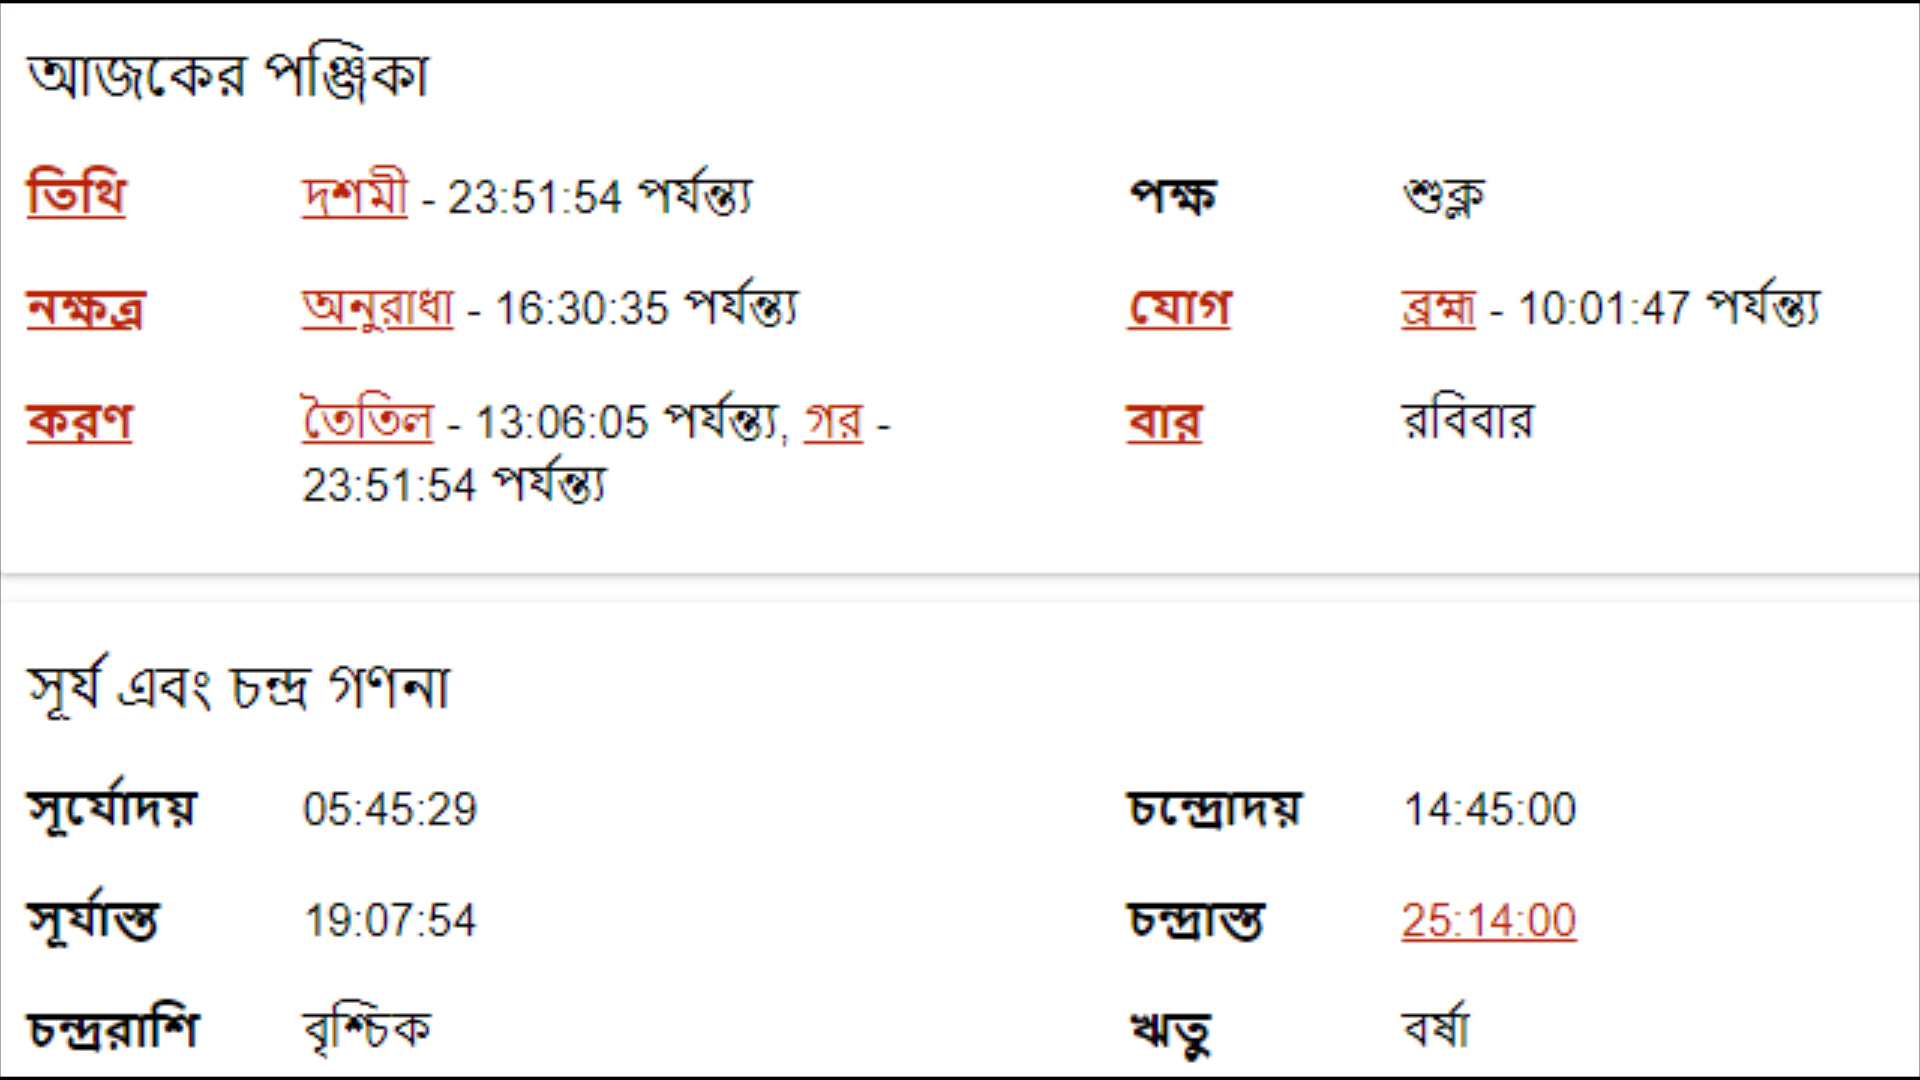 আজকের পঞ্জিকা
তিথি দশমী - 23:51:54 পর্যন্ত্য পক্ষ শুক্ল
নক্ষত্র অনুরাধা - 16:30:35 পর্যন্ত্য যোগ ব্রহ্ম - 10:01:47 পর্যন্ত্য
করণ তৈতিল - 13:06:05 পর্যন্ত্য, গর - বার রবিবার
23:51:54 পর্যন্ত্য
সূর্য এবং চন্দ্র গণনা
সূর্যোদয় 05:45:29 চন্দ্রোদয় 14:45:00
সূর্যাস্ত 19:07:54 চন্দ্রাস্ত 25:14:00
চন্দ্ররাশি বৃশ্চিক ঋতু বর্ষা